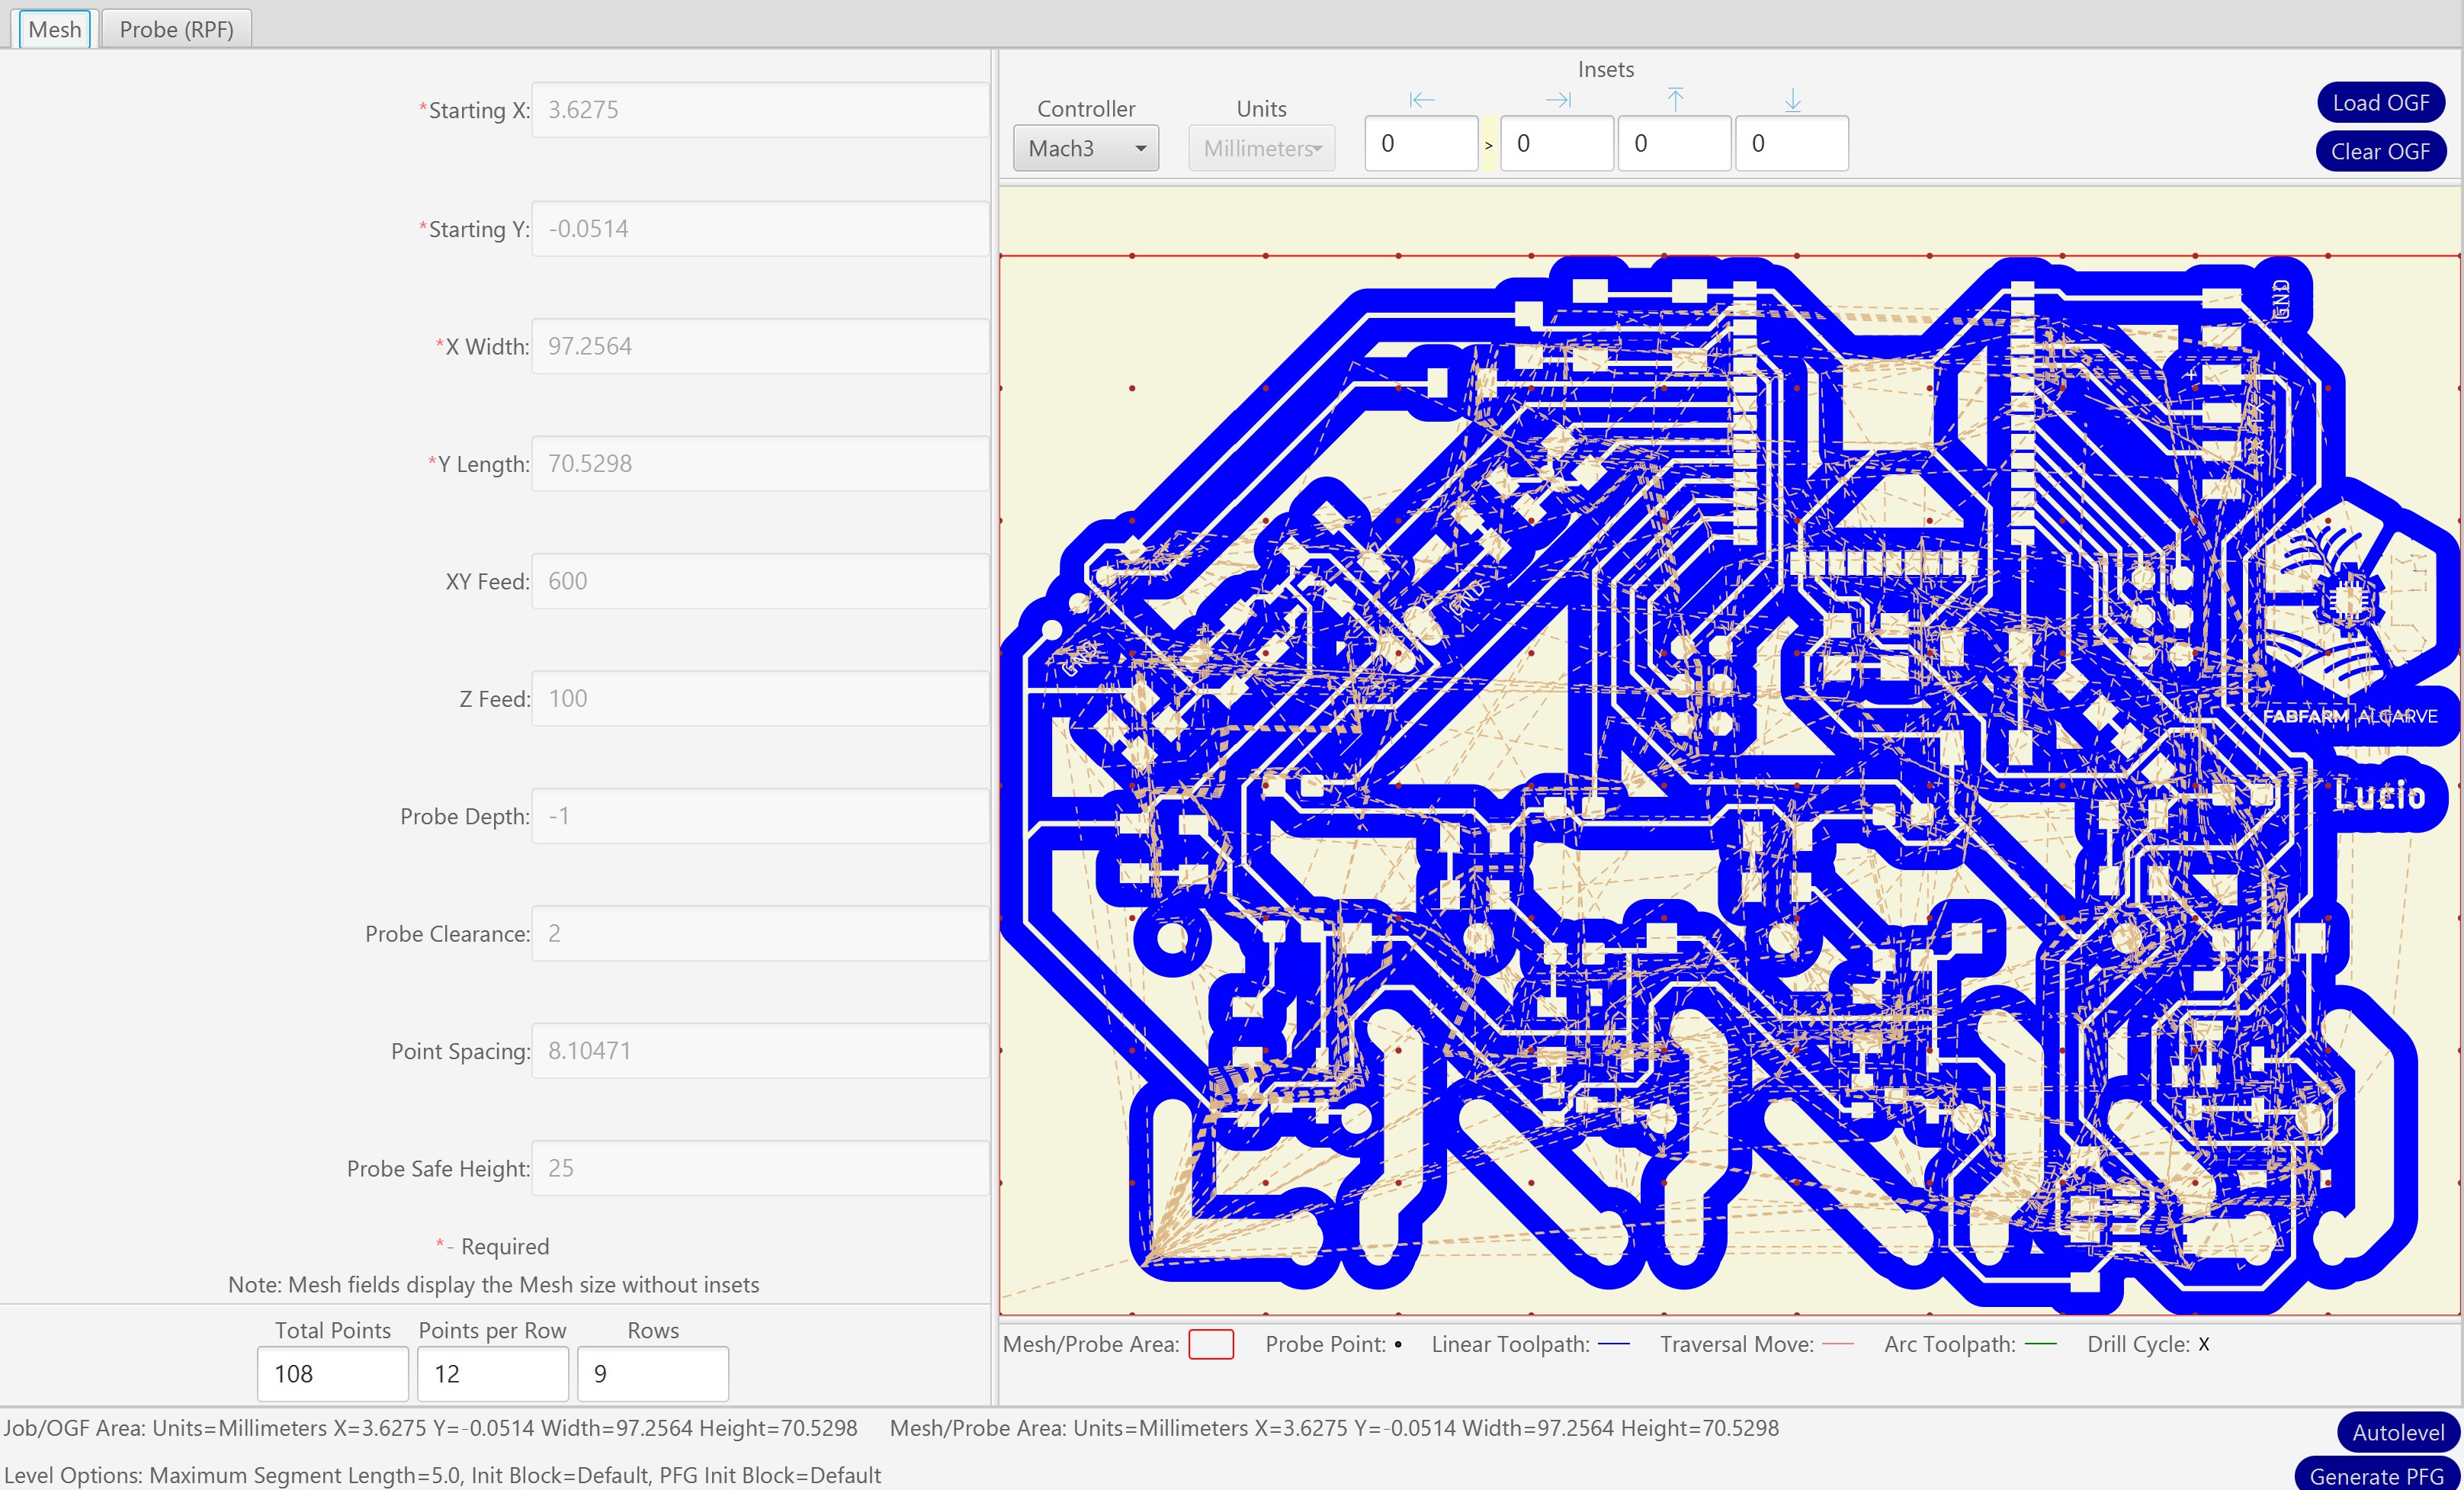 Mesh Probe (RPF)
*Starting X: 3.6275
*Starting Y: -0.0514
*X Width: 97.2564
*Y Length: 70.5298
XY Feed: 600
Z Feed: 100
Probe Depth: -1
Probe Clearance: 2
Point Spacing: 8.10471
Probe Safe Height: 25
*- Required
Note: Mesh fields display the Mesh size without insets
Total Points Points per Row Rows
108 12 9
Insets
Controller Units
Mach3 Millimeters 0 > 0 0 0
Load OGF
Clear OGF
GND
GND
GND
FABFARM | ALGARVE
Lucio
Mesh/Probe Area: Probe Point: Linear Toolpath: Traversal Move: Arc Toolpath: Drill Cycle: X
Job/OGF Area: Units=Millimeters X=3.6275 Y=-0.0514 Width=97.2564 Height=70.5298 Mesh/Probe Area: Units=Millimeters X=3.6275 Y=-0.0514 Width=97.2564 Height=70.5298
Level Options: Maximum Segment Length=5.0, Init Block=Default, PFG Init Block=Default
Autolevel
Generate PFG